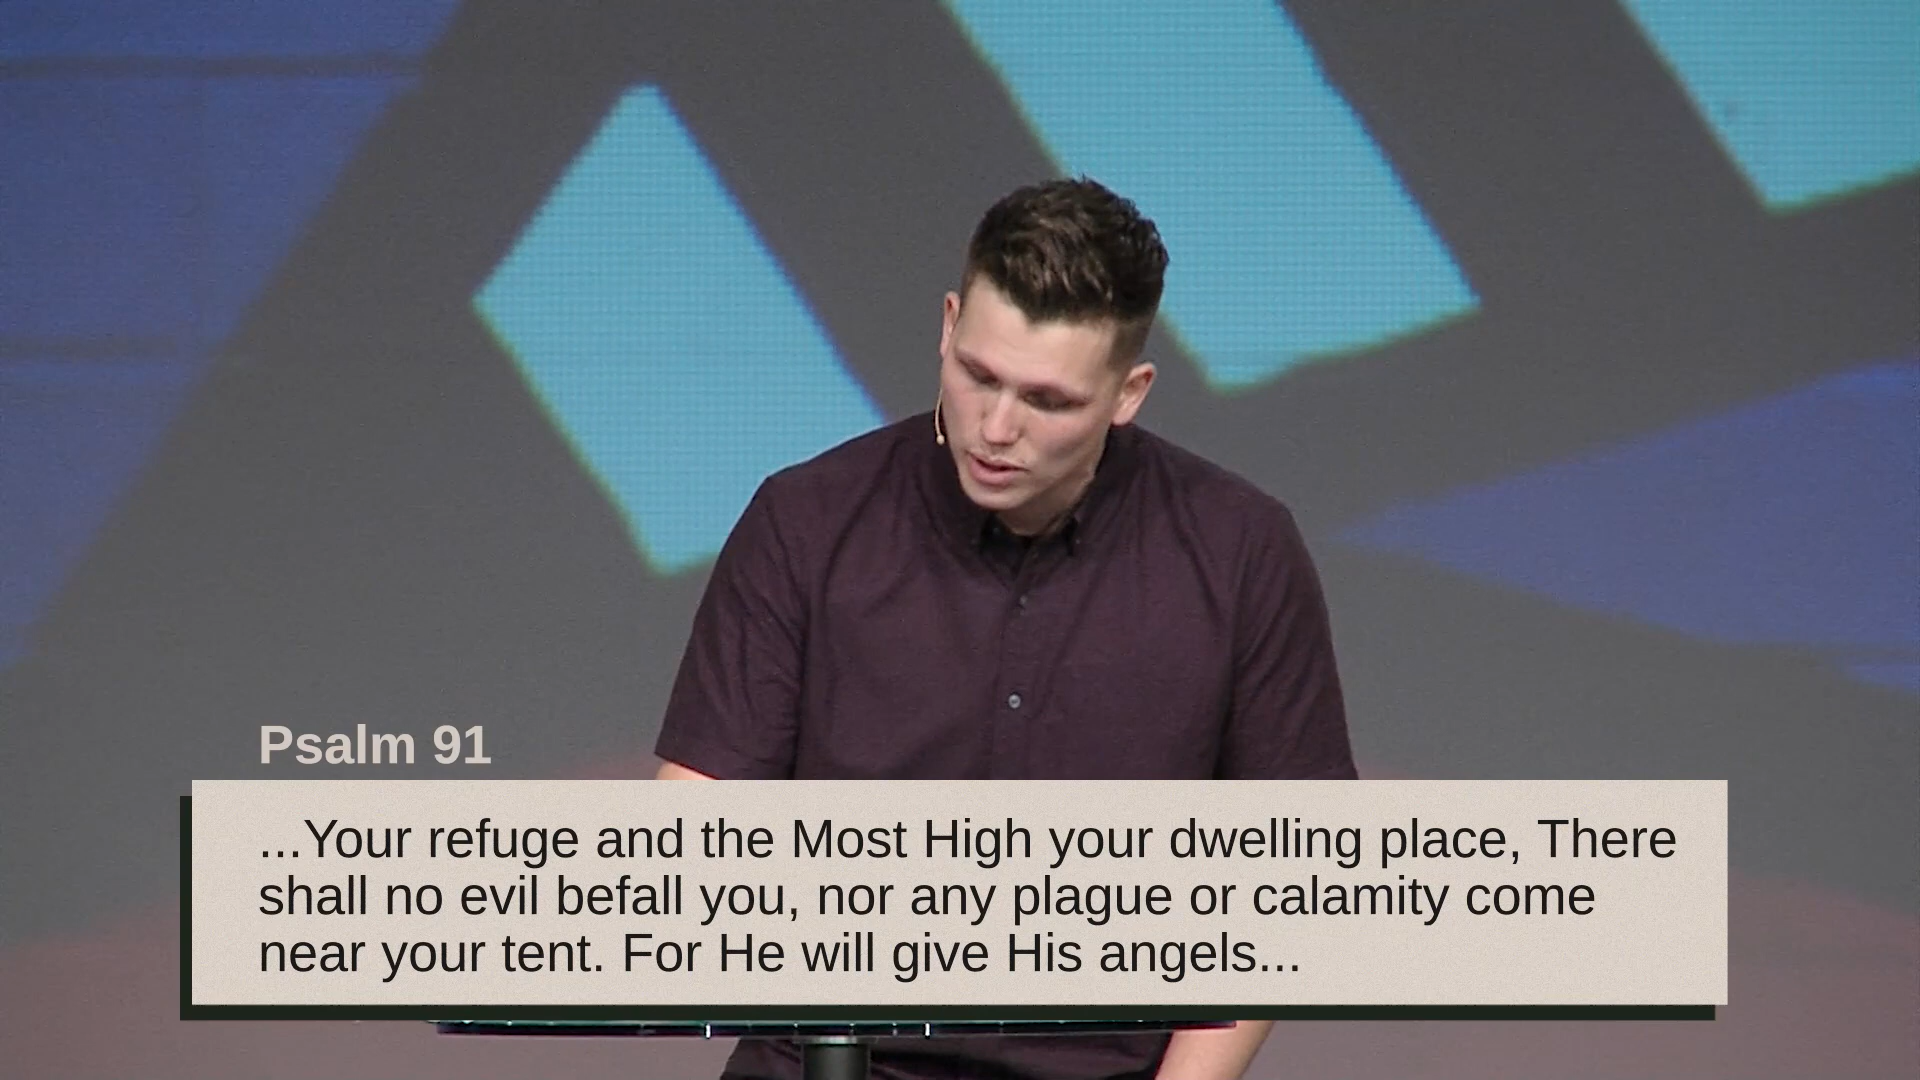 Psalm 91
...Your refuge and the Most High your dwelling place, There
shall no evil befall you, nor any plague or calamity come
near your tent. For He will give His angels...